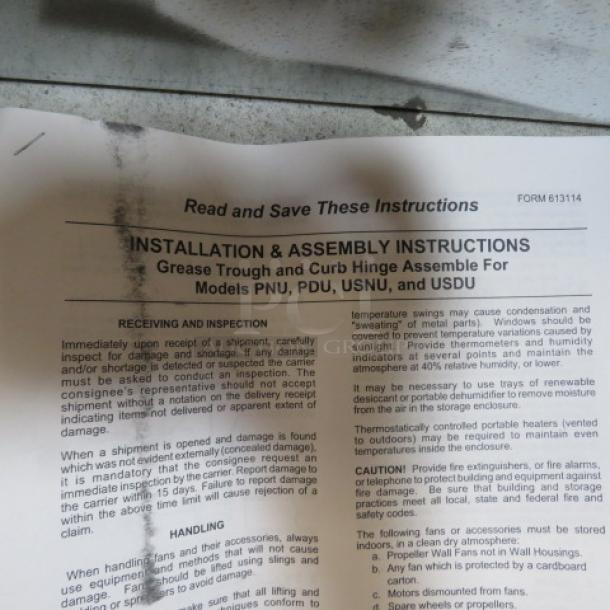 Read and Save These Instructions
FORM 613114
INSTALLATION & ASSEMBLY INSTRUCTIONS
Grease Trough and Curb Hinge Assemble For
Models PNU, PDU, USNU, and USDU
RECEIVING AND INSPECTION
Immediately upon receipt of a shipment, carefully
inspect for damage and shortage. If any damage
and/or shortage is detected or suspected the carrier
must be asked to conduct an inspection. The
consignee's representative should not accept
shipment without a notation on the delivery receipt
indicating items not delivered or apparent extent of
damage.
When a shipment is opened and damage is found
which was not evident externally (concealed damage),
it is mandatory that the consignee request an
immediate inspection by the carrier. Report damage to
the carrier within 15 days. Failure to report damage
within the above time limit will cause rejection of a
claim.
HANDLING
When handling fans and their accessories, always
use equipment and methods that will not cause
damage. Fans should be lifted using slings and
to avoid damage.
make sure that all lifting and
conform to
temperature swings may cause condensation and
"sweating" of metal parts). Windows should be
covered to prevent temperature variations caused by
sunlight. Provide thermometers and humidity
indicators at several points and maintain the
atmosphere at 40% relative humidity, or lower.
It may be necessary to use trays of renewable
desiccant or portable dehumidifier to remove moisture
from the air in the storage enclosure.
Thermostatically controlled portable heaters (vented
to outdoors) may be required to maintain even
temperatures inside the enclosure.
CAUTION! Provide fire extinguishers, or fire alarms,
or telephone to protect building and equipment against
fire damage. Be sure that building and storage
practices meet all local, state and federal fire and
safety codes.
The following fans or accessories must be stored
indoors, in a clean dry atmosphere:
a. Propeller Wall Fans not in Wall Housings.
b. Any fan which is protected by a cardboard
carton.
c. Motors dismounted from fans.
d. Spare wheels or propellers.